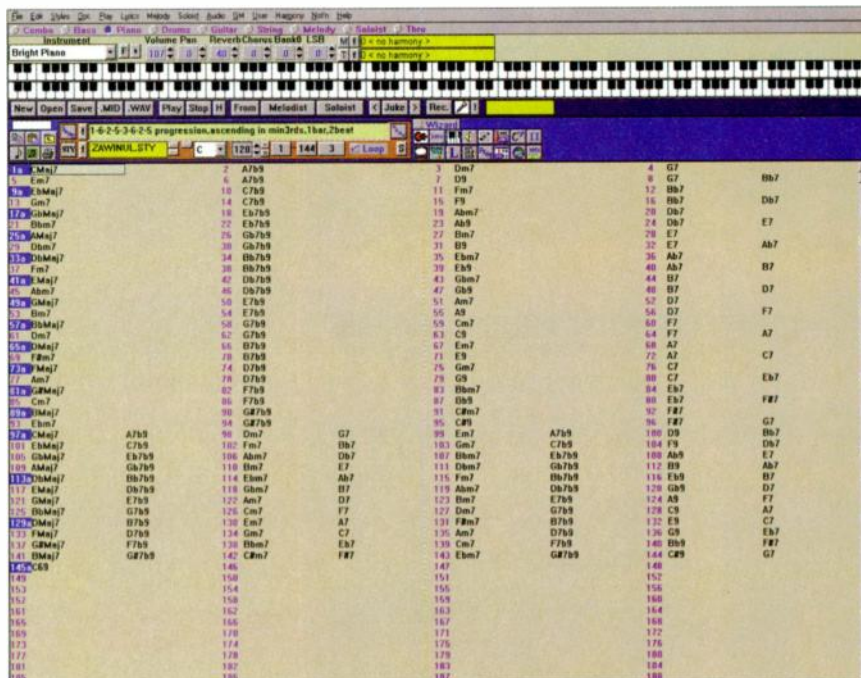 File Edit Styles Opt. Play Lyrics Melody Soloist Audio GM User Harmony Notn. Help
Combo Bass Piano Drums Guitar String Melody Soloist Thru
Instrument Volume Pan Reverb Chorus Bank0 LSB M ! 0 < no harmony >
Bright Piano 107 0 40 0 0 0 T ! 0 < no harmony >
New Open Save .MID .WAV Play Stop H From Melodist Soloist < Juke > Rec. !
Wizard
! 1-6-2-5-3-6-2-5 progression,ascending in min3rds,1bar,2beat
STY ! ZAWINUL.STY C 120 1 144 3 Loop
1a CMaj7 2 A7b9 3 Dm7 4 G7
5 Em7 6 A7b9 7 D9 8 G7 Bb7
9a EbMaj7 10 C7b9 11 Fm7 12 Bb7
13 Gm7 14 C7b9 15 F9 16 Bb7 Db7
17a GbMaj7 18 Eb7b9 19 Abm7 20 Db7
21 Bbm7 22 Eb7b9 23 Ab9 24 Db7 E7
25a AMaj7 26 Gb7b9 27 Bm7 28 E7
29 Dbm7 30 Gb7b9 31 B9 32 E7 Ab7
33a DbMaj7 34 Bb7b9 35 Ebm7 36 Ab7
37 Fm7 38 Bb7b9 39 Eb9 40 Ab7 B7
41a EMaj7 42 Db7b9 43 Gbm7 44 B7
45 Abm7 46 Db7b9 47 Gb9 48 B7 D7
49a GMaj7 50 E7b9 51 Am7 52 D7
53 Bm7 54 E7b9 55 A9 56 D7 F7
57a BbMaj7 58 G7b9 59 Cm7 60 F7
61 Dm7 62 G7b9 63 C9 64 F7 A7
65a DMaj7 66 B7b9 67 Em7 68 A7
69 F#m7 70 B7b9 71 E9 72 A7 C7
73a FMaj7 74 D7b9 75 Gm7 76 C7
77 Am7 78 D7b9 79 G9 80 C7 Eb7
81a G#Maj7 82 F7b9 83 Bbm7 84 Eb7
85 Cm7 86 F7b9 87 Bb9 88 Eb7 F#7
89a BMaj7 90 G#7b9 91 C#m7 92 F#7
93 Ebm7 94 G#7b9 95 C#9 96 F#7 G7
97a CMaj7 A7b9 98 Dm7 G7 99 Em7 A7b9 100 D9 Bb7
101 EbMaj7 C7b9 102 Fm7 Bb7 103 Gm7 C7b9 104 F9 Db7
105 GbMaj7 Eb7b9 106 Abm7 Db7 107 Bbm7 Eb7b9 108 Ab9 E7
109 AMaj7 Gb7b9 110 Bm7 E7 111 Dbm7 Gb7b9 112 B9 Ab7
113a DbMaj7 Bb7b9 114 Ebm7 Ab7 115 Fm7 Bb7b9 116 Eb9 B7
117 EMaj7 Db7b9 118 Gbm7 B7 119 Abm7 Db7b9 120 Gb9 D7
121 GMaj7 E7b9 122 Am7 D7 123 Bm7 E7b9 124 A9 F7
125 BbMaj7 G7b9 126 Cm7 F7 127 Dm7 G7b9 128 C9 A7
129a DMaj7 B7b9 130 Em7 A7 131 F#m7 B7b9 132 E9 C7
133 FMaj7 D7b9 134 Gm7 C7 135 Am7 D7b9 136 G9 Eb7
137 G#Maj7 F7b9 138 Bbm7 Eb7 139 Cm7 F7b9 140 Bb9 F#7
141 BMaj7 G#7b9 142 C#m7 F#7 143 Ebm7 G#7b9 144 C#9 G7
145a C69 146 147 148
149 150 151 152
153 154 155 156
157 158 159 160
161 162 163 164
165 166 167 168
169 170 171 172
173 174 175 176
177 178 179 180
181 182 183 184
187 188